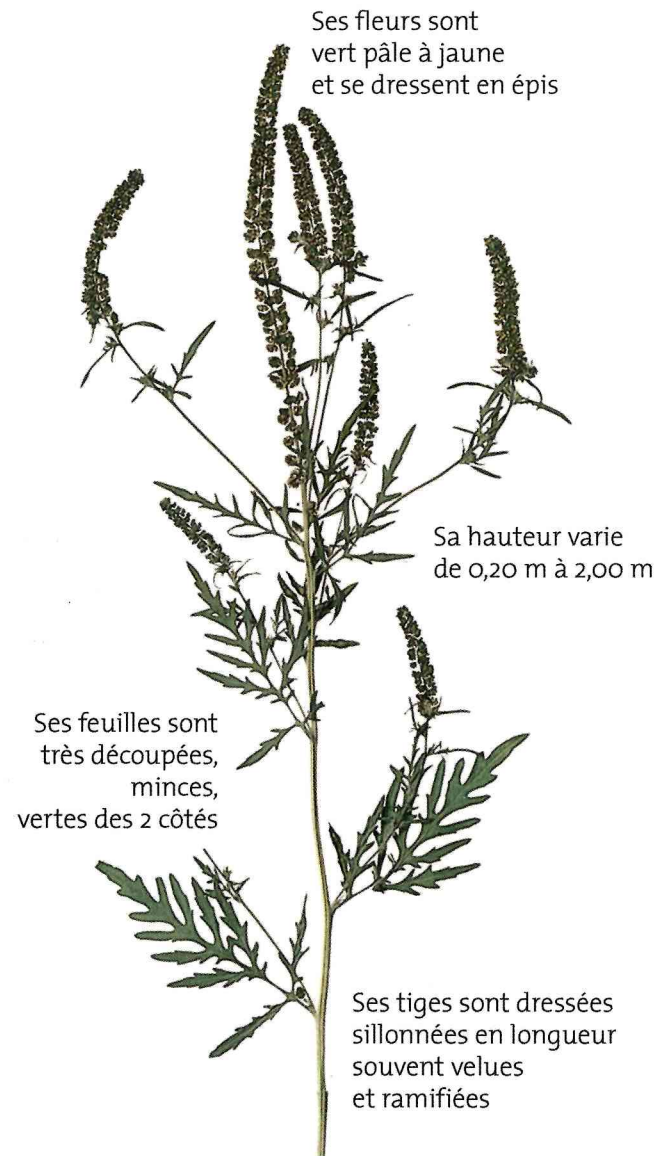 Ses fleurs sont
vert pâle à jaune
et se dressent en épis
Sa hauteur varie
de 0,20 m à 2,00 m
Ses feuilles sont
très découpées,
minces,
vertes des 2 côtés
Ses tiges sont dressées
sillonnées en longueur
souvent velues
et ramifiées